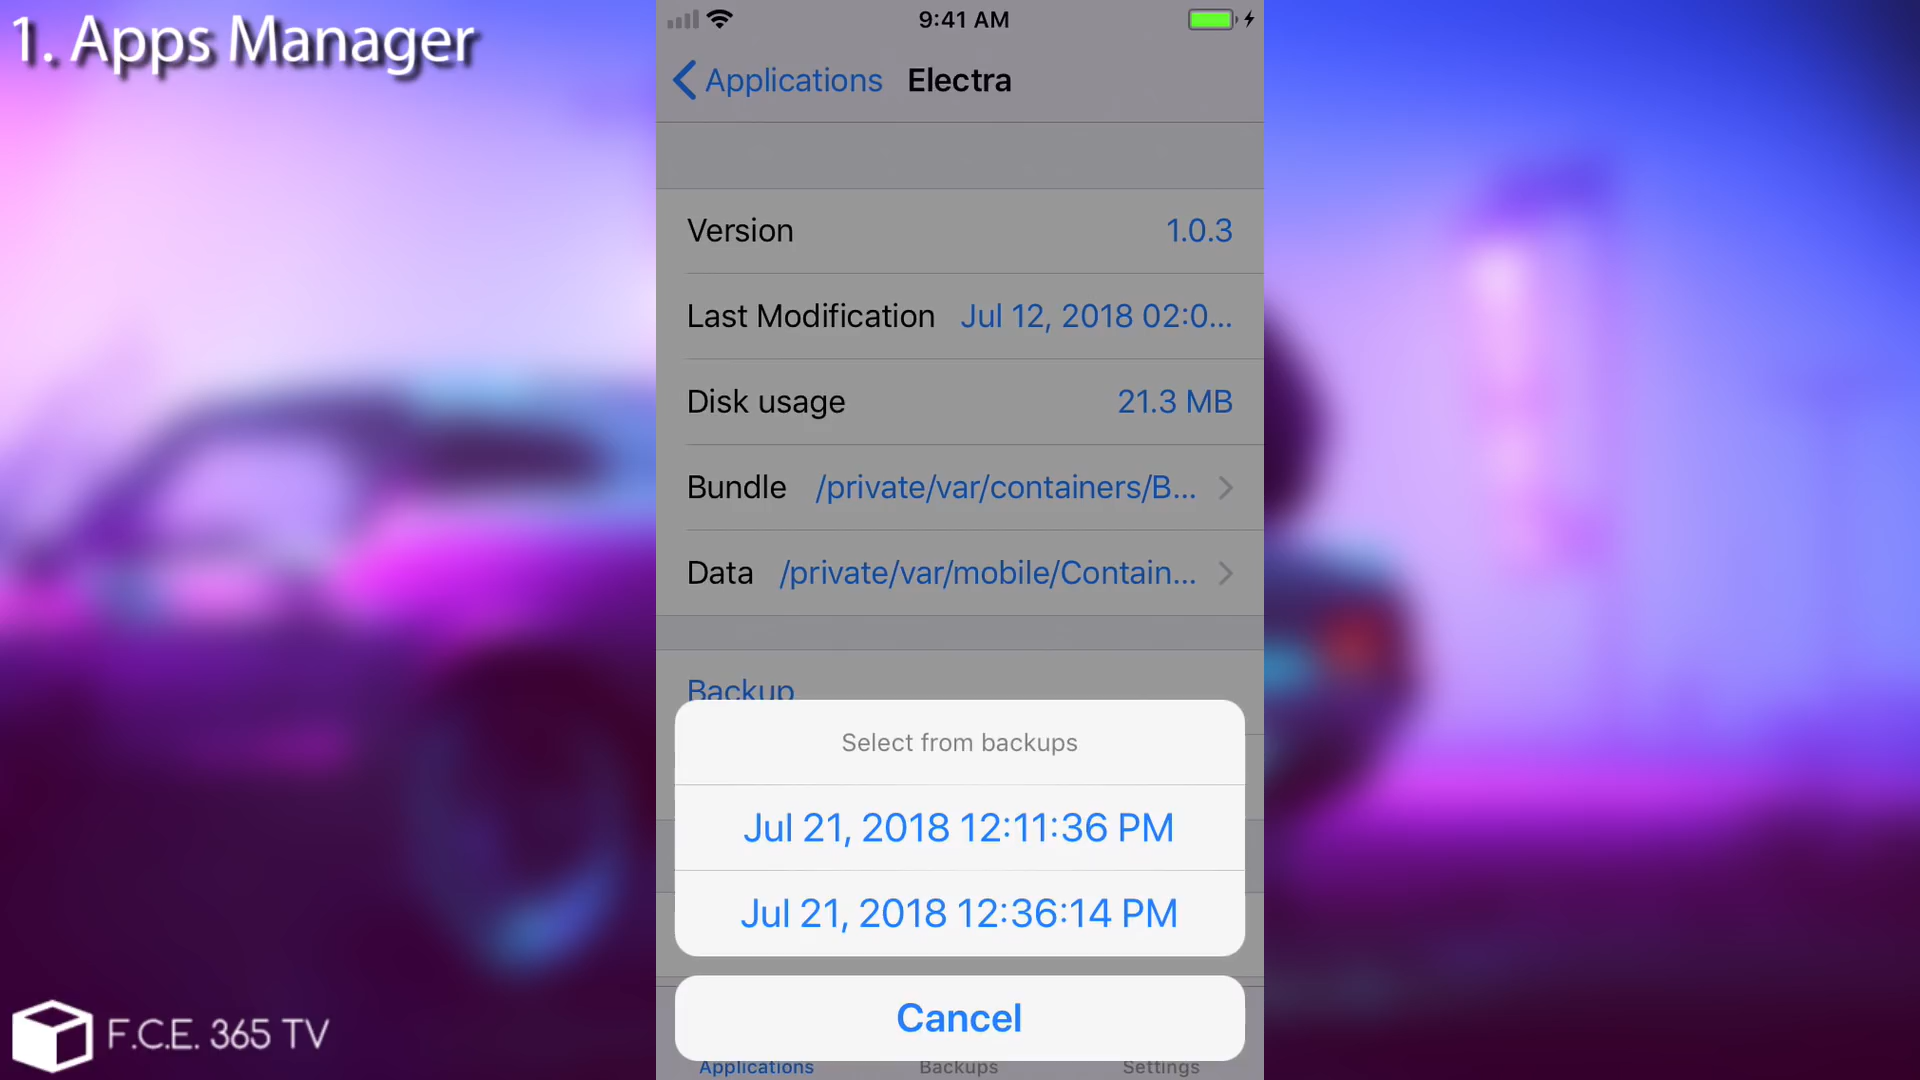 1. Apps Manager
9:41 AM
Applications
Electra
Version 1.0.3
Last Modification Jul 12, 2018 02:0...
Disk usage 21.3 MB
Bundle /private/var/containers/B...
Data /private/var/mobile/Contain...
Backup
Select from backups
Jul 21, 2018 12:11:36 PM
Jul 21, 2018 12:36:14 PM
Cancel
Applications Backups Settings
F.C.E. 365 TV